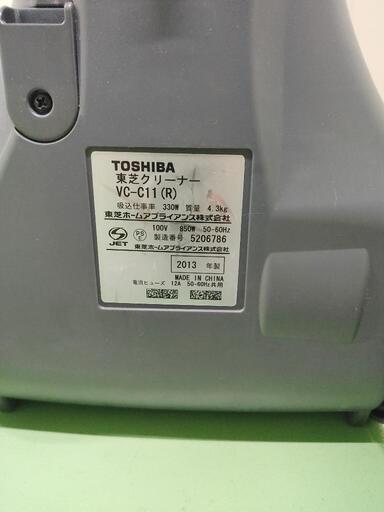 TOSHIBA
東芝クリーナー
VC-C11(R)
吸込仕事率 330W 質量 4.3kg
東芝ホームアプライアンス株式会社
100V 850W 50-60Hz
製造番号 5206786
JET
PS
E
東芝ホームアプライアンス株式会社
2013 年製
MADE IN CHINA
電流ヒューズ 12A 50-60Hz共用